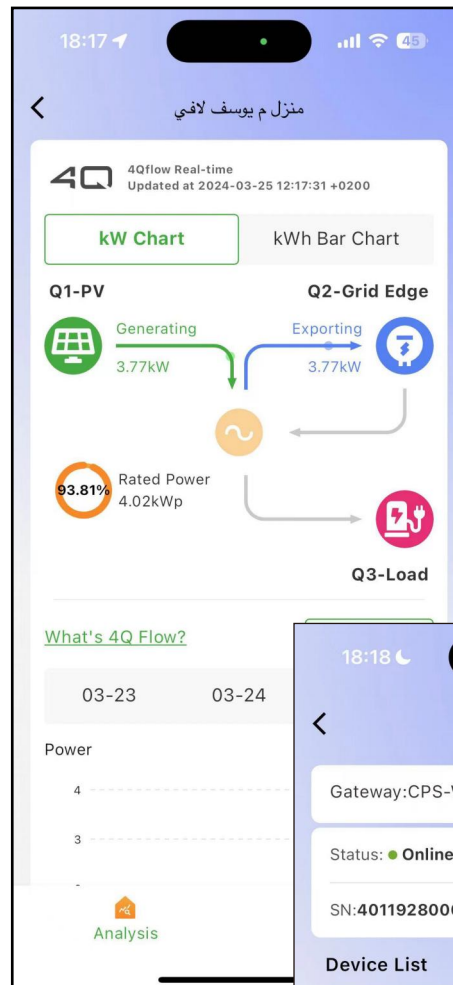 18:17
45
منزل م يوسف لافي
4Q
4Qflow Real-time
Updated at 2024-03-25 12:17:31 +0200
kW Chart
kWh Bar Chart
Q1-PV
Q2-Grid Edge
Generating
Exporting
3.77kW
3.77kW
93.81%
Rated Power
4.02kWp
Q3-Load
What's 4Q Flow?
03-23
03-24
Power
4
3
Analysis
18:18
Status: Online
Device List